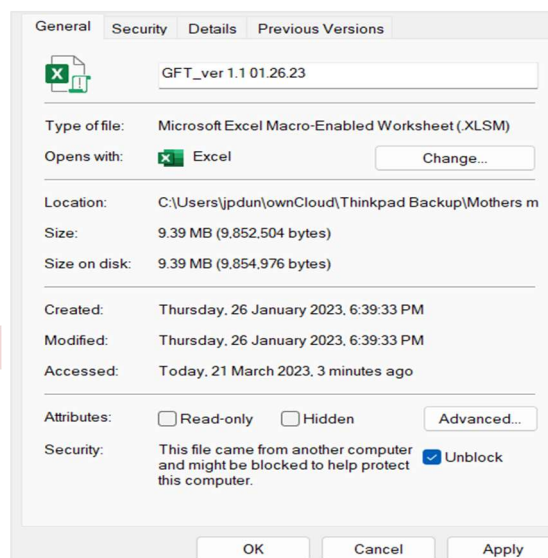 General Security Details Previous Versions
GFT_ver 1.1 01.26.23
Type of file: Microsoft Excel Macro-Enabled Worksheet (.XLSM)
Opens with: Excel Change...
Location: C:\Users\jpdun\ownCloud\Thinkpad Backup\Mothers m
Size: 9.39 MB (9,852,504 bytes)
Size on disk: 9.39 MB (9,854,976 bytes)
Created: Thursday, 26 January 2023, 6:39:33 PM
Modified: Thursday, 26 January 2023, 6:39:33 PM
Accessed: Today, 21 March 2023, 3 minutes ago
Attributes: Read-only Hidden Advanced...
Security: This file came from another computer
and might be blocked to help protect Unblock
this computer.
OK Cancel Apply